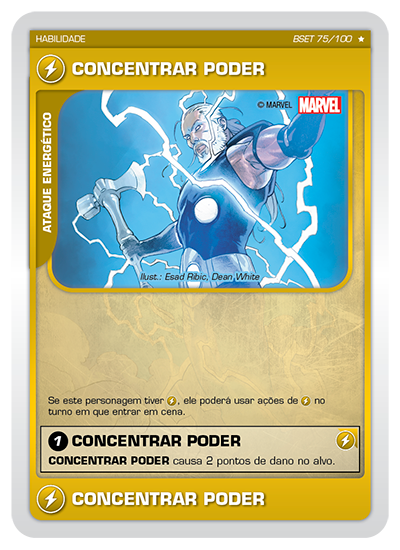 HABILIDADE
BSET 75/100 ★
CONCENTRAR PODER
ATAQUE ENERGÉTICO
© MARVEL MARVEL
Ilust.: Esad Ribic, Dean White
Se este personagem tiver , ele poderá usar ações de no
turno em que entrar em cena.
1 CONCENTRAR PODER
CONCENTRAR PODER causa 2 pontos de dano no alvo.
CONCENTRAR PODER